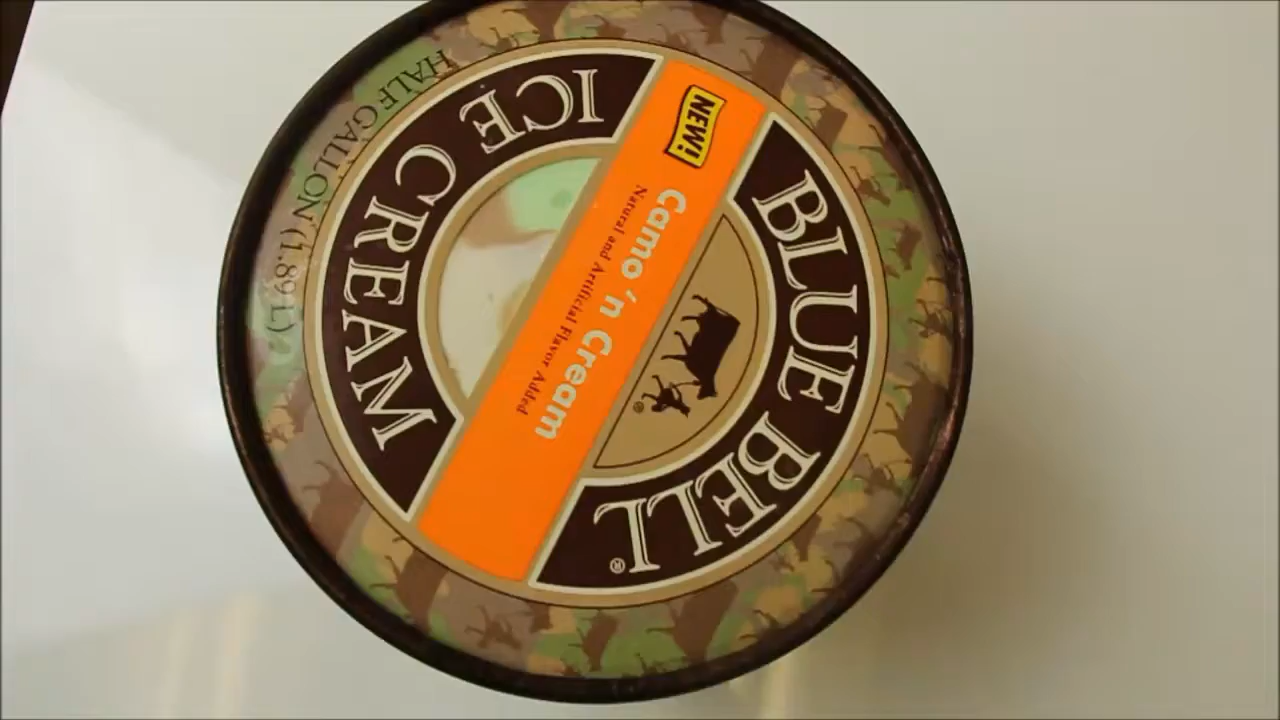 BLUE BELL®
®
NEW!
Camo 'n Cream
Natural and Artificial Flavor Added
ICE CREAM
HALF GALLON (1.89 L)